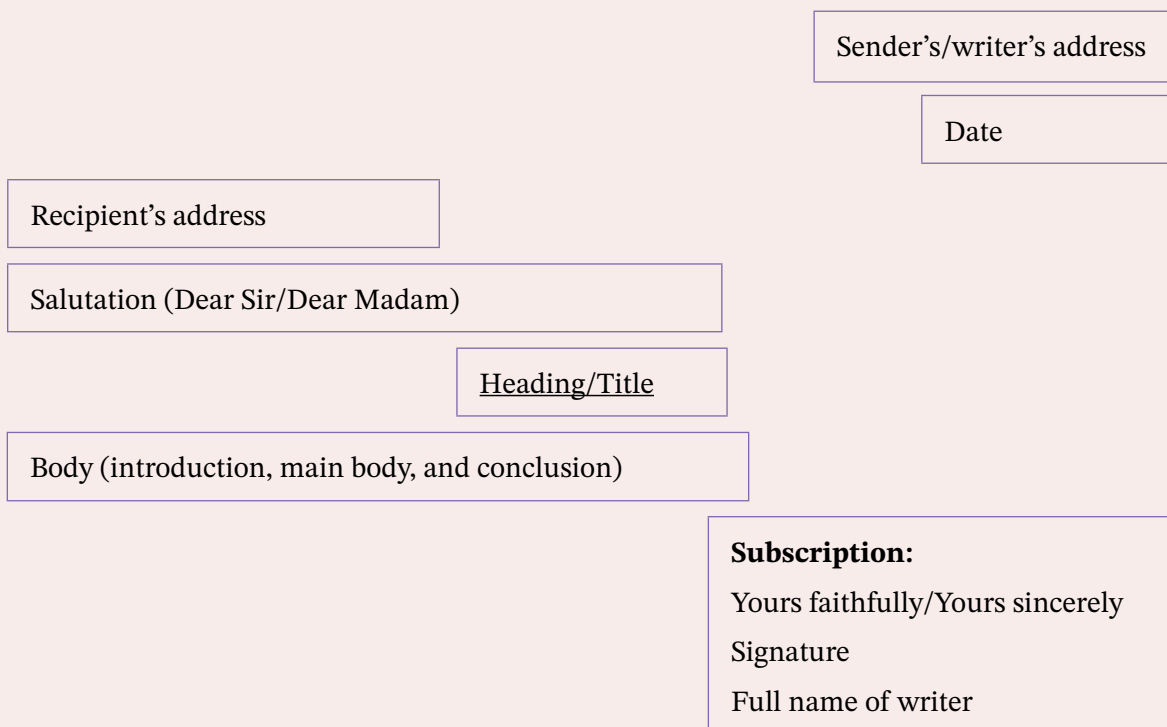 Sender’s/writer’s address
Date
Recipient’s address
Salutation (Dear Sir/Dear Madam)
Heading/Title
Body (introduction, main body, and conclusion)
Subscription:
Yours faithfully/Yours sincerely
Signature
Full name of writer